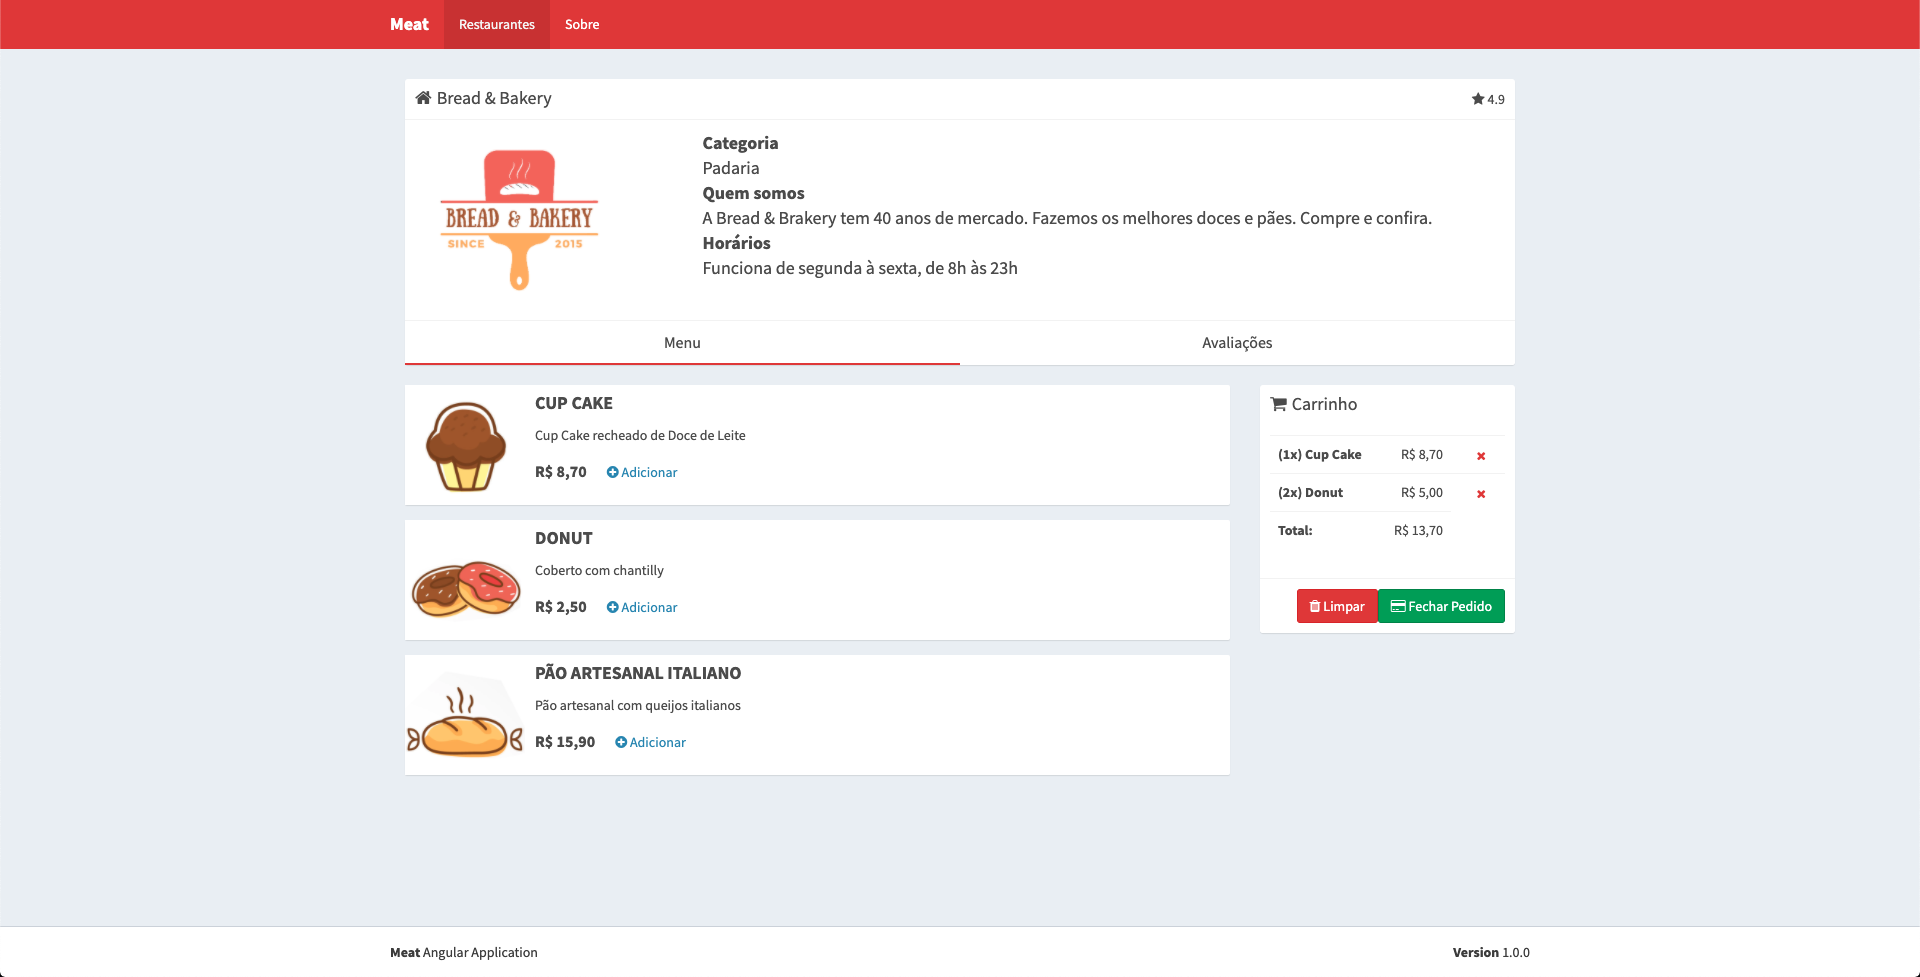 Meat Restaurantes Sobre
Bread & Bakery 4.9
BREAD & BAKERY
SINCE 2015
Categoria
Padaria
Quem somos
A Bread & Brakery tem 40 anos de mercado. Fazemos os melhores doces e pães. Compre e confira.
Horários
Funciona de segunda à sexta, de 8h às 23h
Menu Avaliações
CUP CAKE
Cup Cake recheado de Doce de Leite
R$ 8,70 Adicionar
DONUT
Coberto com chantilly
R$ 2,50 Adicionar
PÃO ARTESANAL ITALIANO
Pão artesanal com queijos italianos
R$ 15,90 Adicionar
Carrinho
(1x) Cup Cake R$ 8,70
(2x) Donut R$ 5,00
Total: R$ 13,70
Limpar Fechar Pedido
Meat Angular Application Version 1.0.0